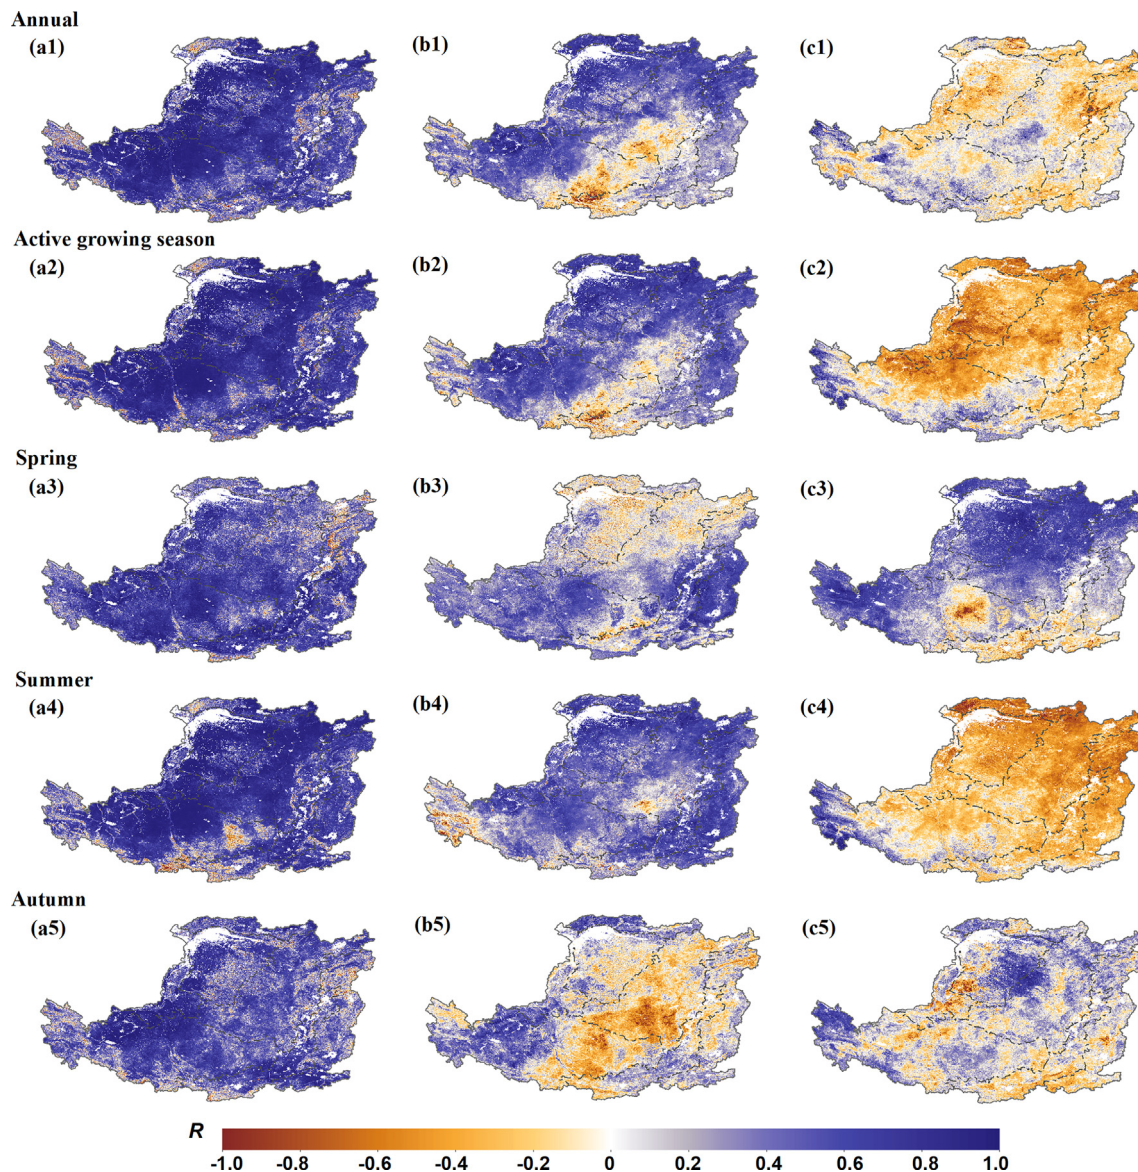 Annual
(a1) (b1) (c1)
Active growing season
(a2) (b2) (c2)
Spring
(a3) (b3) (c3)
Summer
(a4) (b4) (c4)
Autumn
(a5) (b5) (c5)
R
-1.0 -0.8 -0.6 -0.4 -0.2 0 0.2 0.4 0.6 0.8 1.0